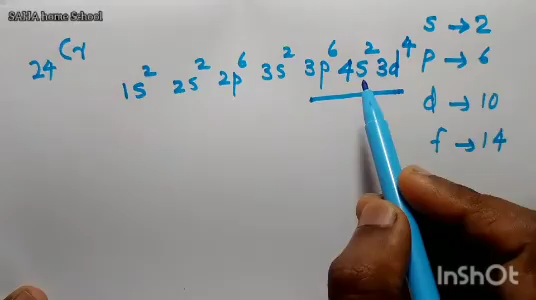 SAHA home School
24 Cr
1s² 2s² 2p⁶ 3s² 3p⁶ 4s² 3d⁴
s → 2
p → 6
d → 10
f → 14
InShOt